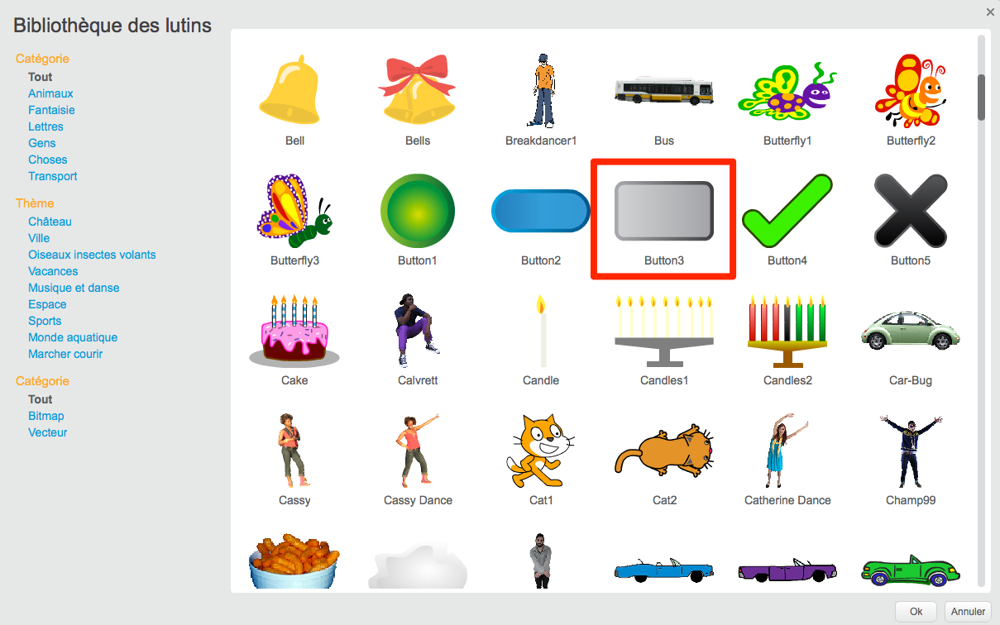 Bibliothèque des lutins
Catégorie
Tout
Animaux
Fantaisie
Lettres
Gens
Choses
Transport
Thème
Château
Ville
Oiseaux insectes volants
Vacances
Musique et danse
Espace
Sports
Monde aquatique
Marcher courir
Catégorie
Tout
Bitmap
Vecteur
Bell Bells Breakdancer1 Bus Butterfly1 Butterfly2
Butterfly3 Button1 Button2 Button3 Button4 Button5
Cake Calvrett Candle Candles1 Candles2 Car-Bug
Cassy Cassy Dance Cat1 Cat2 Catherine Dance Champ99
Ok Annuler